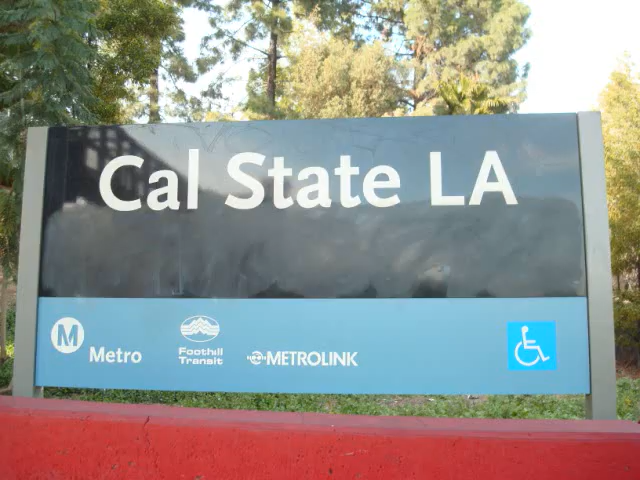 Cal State LA
M
Metro
Foothill
Transit
METROLINK